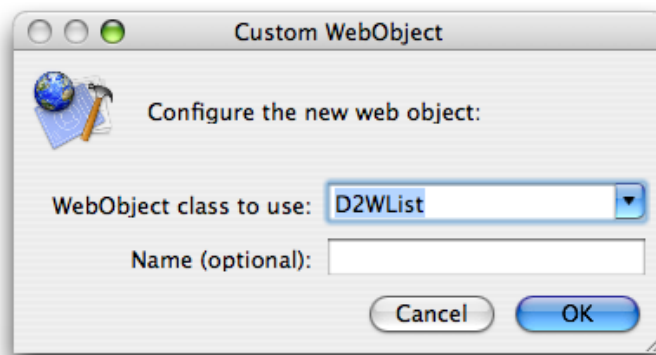 Custom WebObject
Configure the new web object:
WebObject class to use: D2WList
Name (optional):
Cancel OK